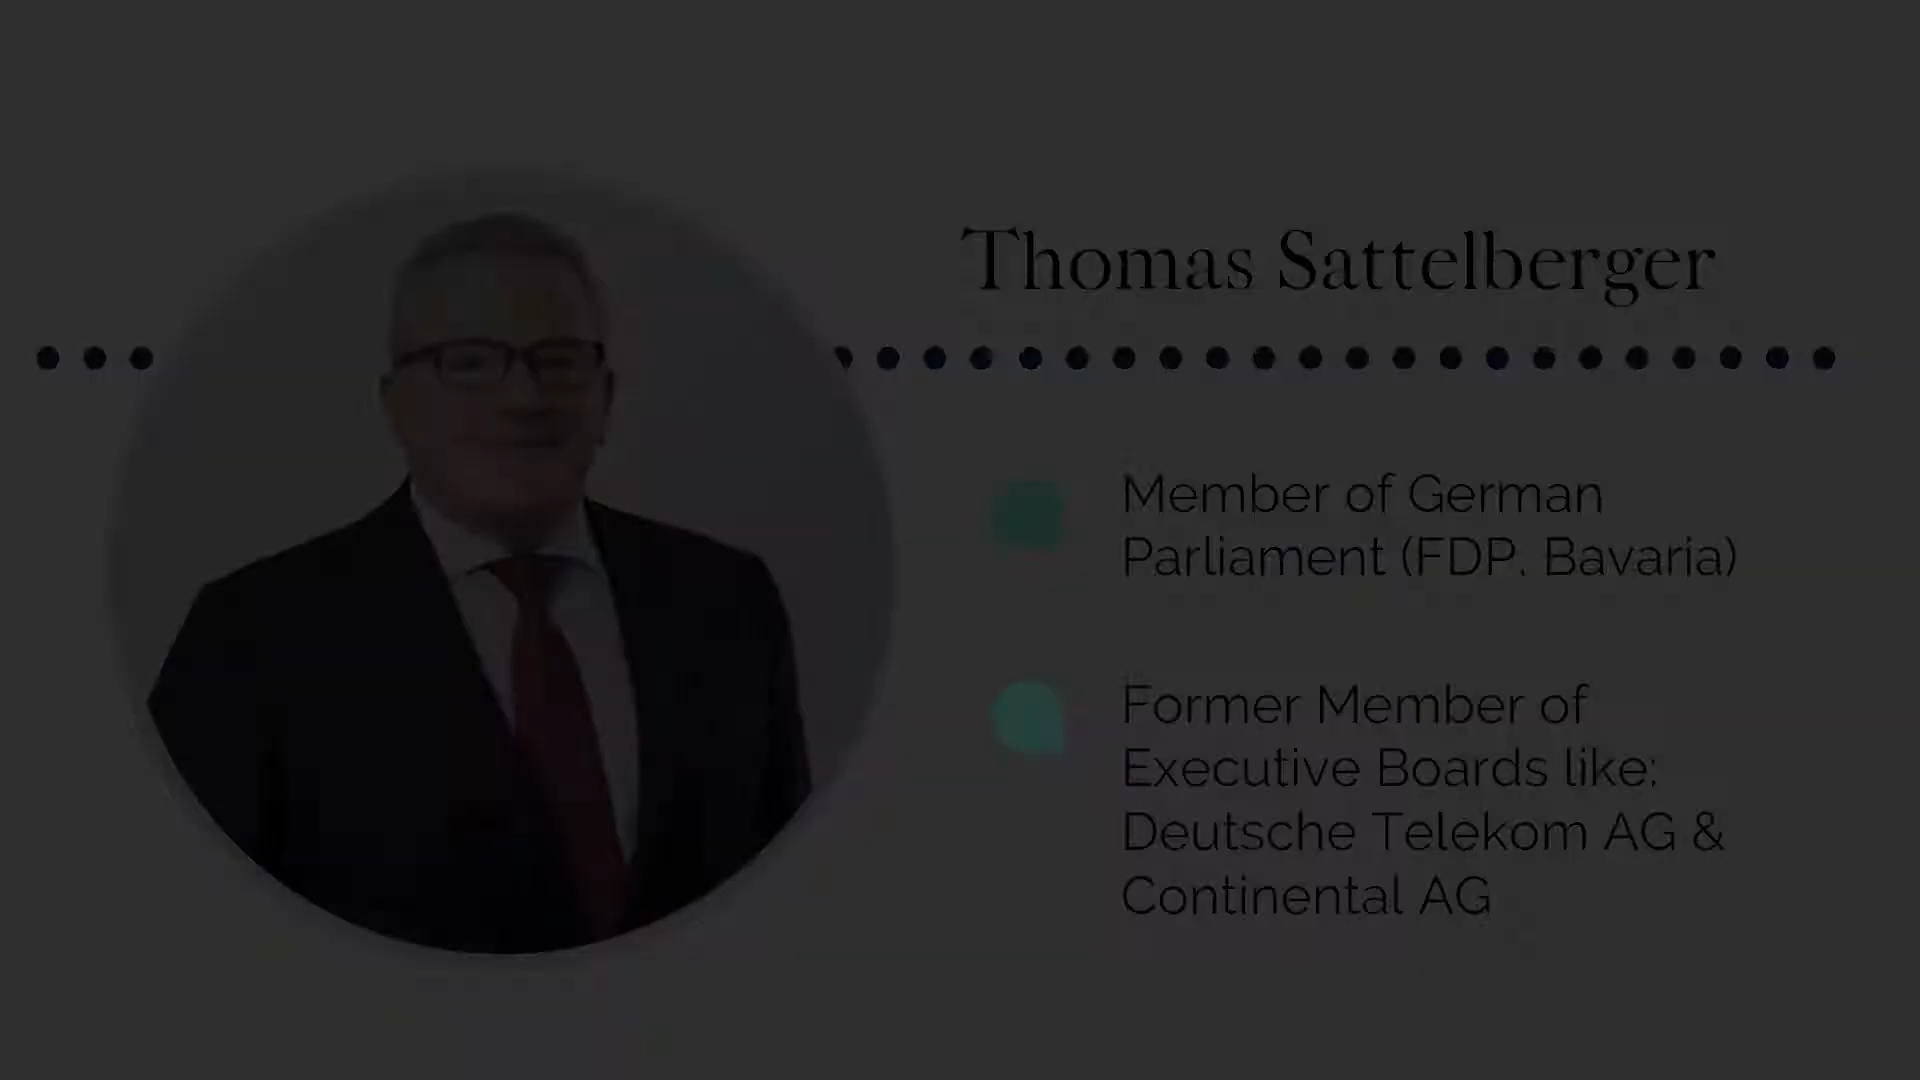 Thomas Sattelberger
Member of German
Parliament (FDP, Bavaria)
Former Member of
Executive Boards like:
Deutsche Telekom AG &
Continental AG